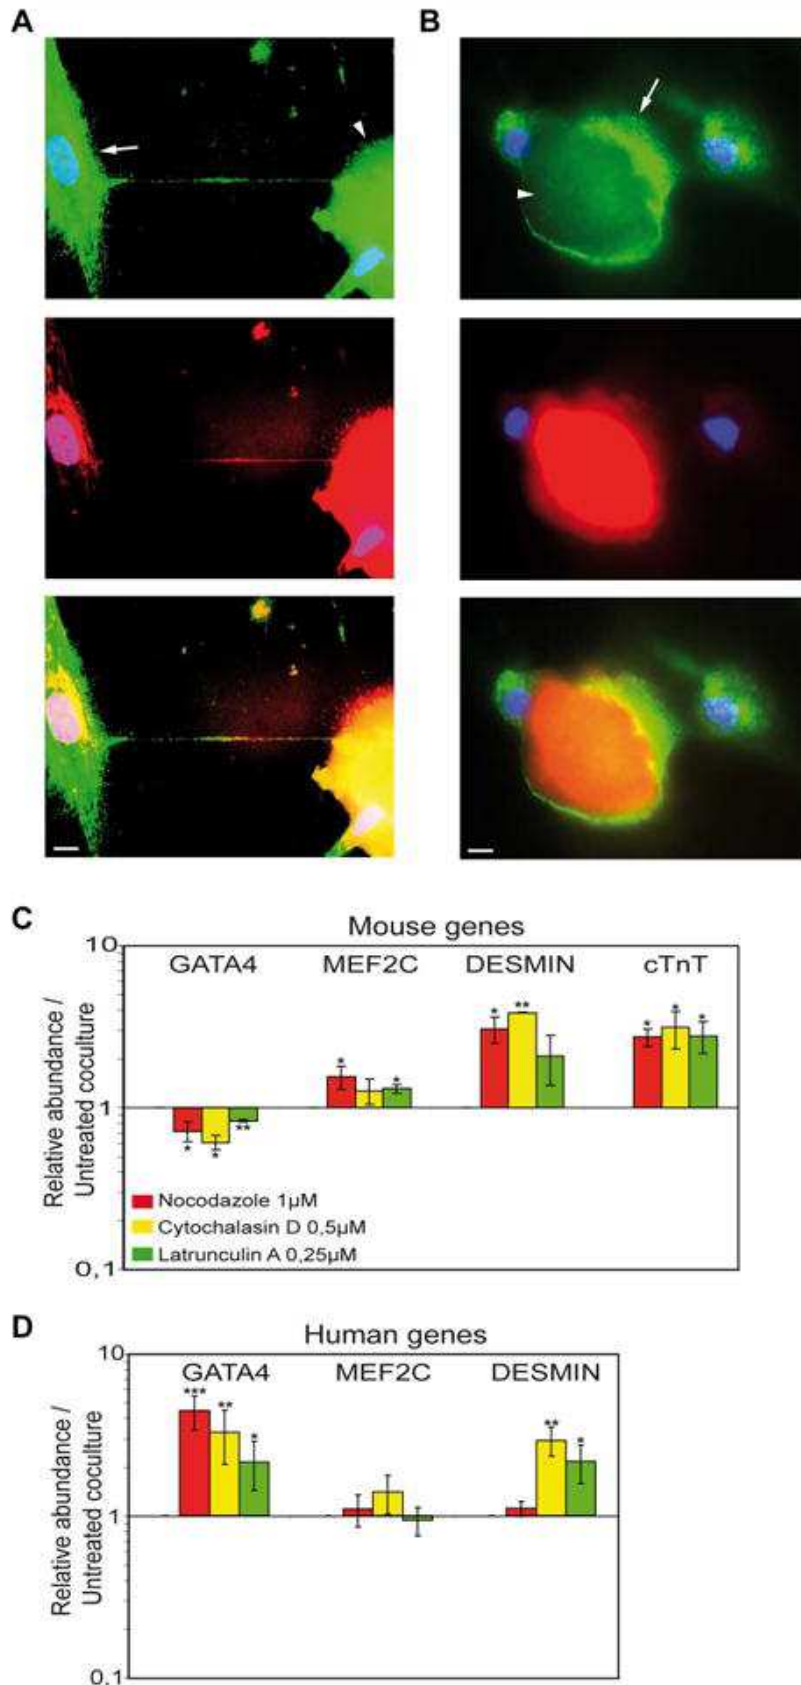 A
B
C
Mouse genes
10
GATA4 MEF2C DESMIN cTnT
* * ** * * * ** * * *
1
Relative abundance /
Untreated coculture
Nocodazole 1µM
Cytochalasin D 0,5µM
Latrunculin A 0,25µM
0,1
D
Human genes
10
GATA4 MEF2C DESMIN
*** ** * ** *
1
Relative abundance /
Untreated coculture
0.1